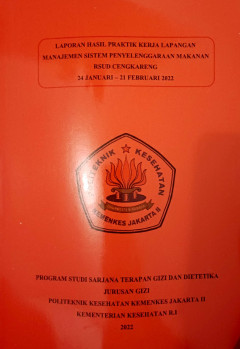 LAPORAN HASIL PRAKTIK KERJA LAPANGAN
MANAJEMEN SISTEM PENYELENGGARAAN MAKANAN
RSUD CENGKARENG
24 JANUARI – 21 FEBRUARI 2022
POLITEKNIK KESEHATAN
KEMENKES JAKARTA II
PROGRAM STUDI SARJANA TERAPAN GIZI DAN DIETETIKA
JURUSAN GIZI
POLITEKNIK KESEHATAN KEMENKES JAKARTA II
KEMENTERIAN KESEHATAN R.I
2022